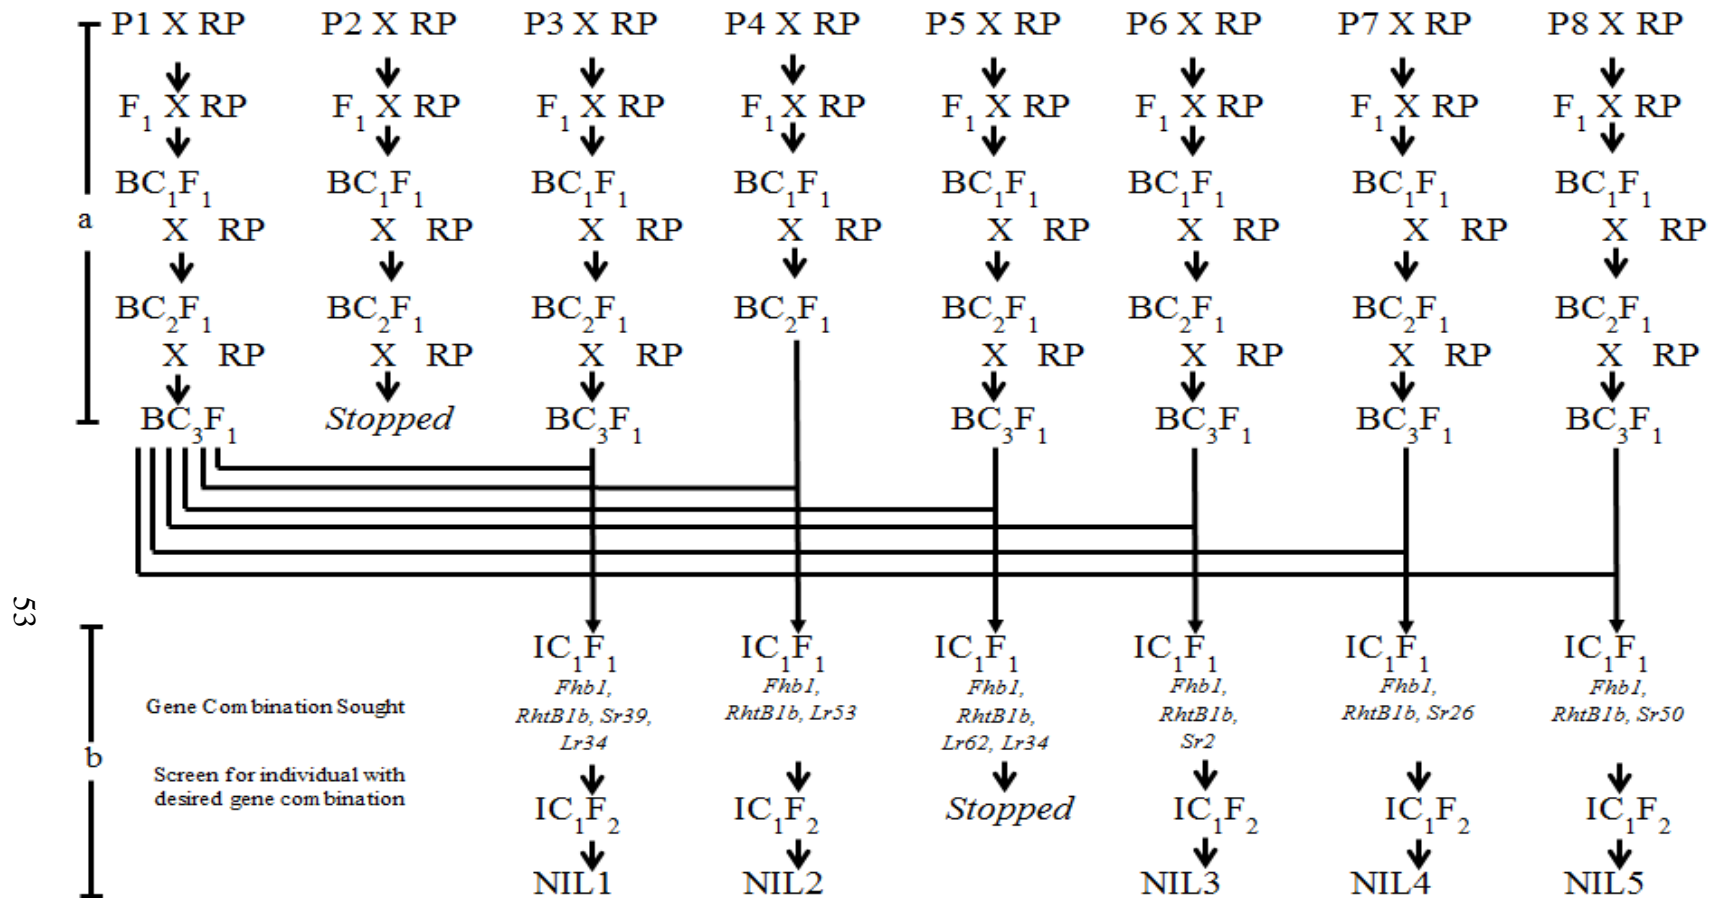 P1 X RP P2 X RP P3 X RP P4 X RP P5 X RP P6 X RP P7 X RP P8 X RP
F1 X RP F1 X RP F1 X RP F1 X RP F1 X RP F1 X RP F1 X RP F1 X RP
BC1F1 BC1F1 BC1F1 BC1F1 BC1F1 BC1F1 BC1F1 BC1F1
a
X RP X RP X RP X RP X RP X RP X RP X RP
BC2F1 BC2F1 BC2F1 BC2F1 BC2F1 BC2F1 BC2F1 BC2F1
X RP X RP X RP X RP X RP X RP X RP
BC3F1 Stopped BC3F1 BC3F1 BC3F1 BC3F1 BC3F1
53
IC1F1 IC1F1 IC1F1 IC1F1 IC1F1 IC1F1
Fhb1, Fhb1, Fhb1, Fhb1, Fhb1, Fhb1,
Gene Combination Sought RhtB1b, Sr39, RhtB1b, Lr53 RhtB1b, RhtB1b, RhtB1b, Sr26 RhtB1b, Sr50
Lr34 Lr62, Lr34 Sr2
b
Screen for individual with
desired gene combination
IC1F2 IC1F2 Stopped IC1F2 IC1F2 IC1F2
NIL1 NIL2 NIL3 NIL4 NIL5